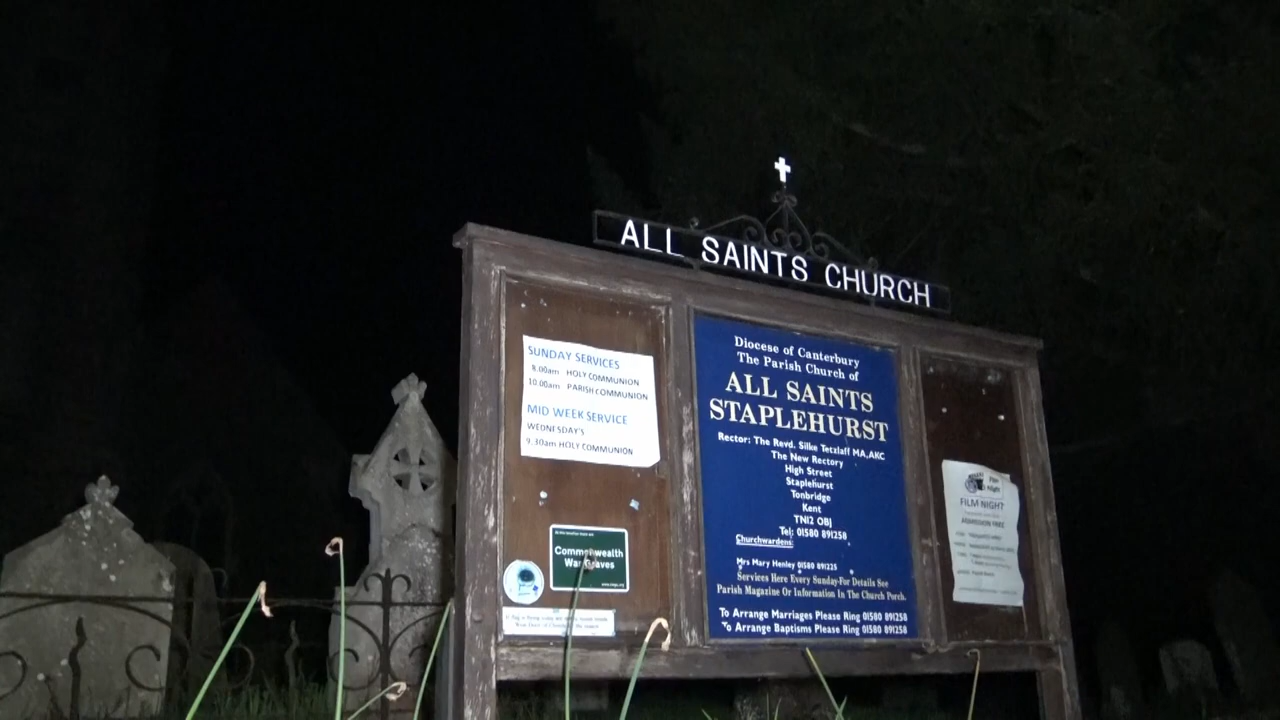 ALL SAINTS CHURCH
SUNDAY SERVICES
8.00am HOLY COMMUNION
10.00am PARISH COMMUNION
MID WEEK SERVICE
WEDNESDAY'S
9.30am HOLY COMMUNION
Commonwealth
War Graves
Diocese of Canterbury
The Parish Church of
ALL SAINTS
STAPLEHURST
Rector: The Revd. Silke Tetzlaff MA,AKC
The New Rectory
High Street
Staplehurst
Tonbridge
Kent
TN12 OBJ
Tel: 01580 891258
Churchwardens:
Mrs Mary Henley 01580 891225
Services Here Every Sunday-For Details See
Parish Magazine Or Information In The Church Porch.
To Arrange Marriages Please Ring 01580 891258
To Arrange Baptisms Please Ring 01580 891258
FILM NIGHT
ADMISSION FREE